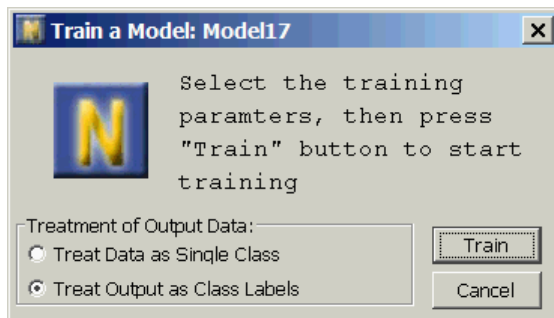 Train a Model: Model17
N
Select the training
paramters, then press
"Train" button to start
training
Treatment of Output Data:
Treat Data as Single Class
Treat Output as Class Labels
Train
Cancel